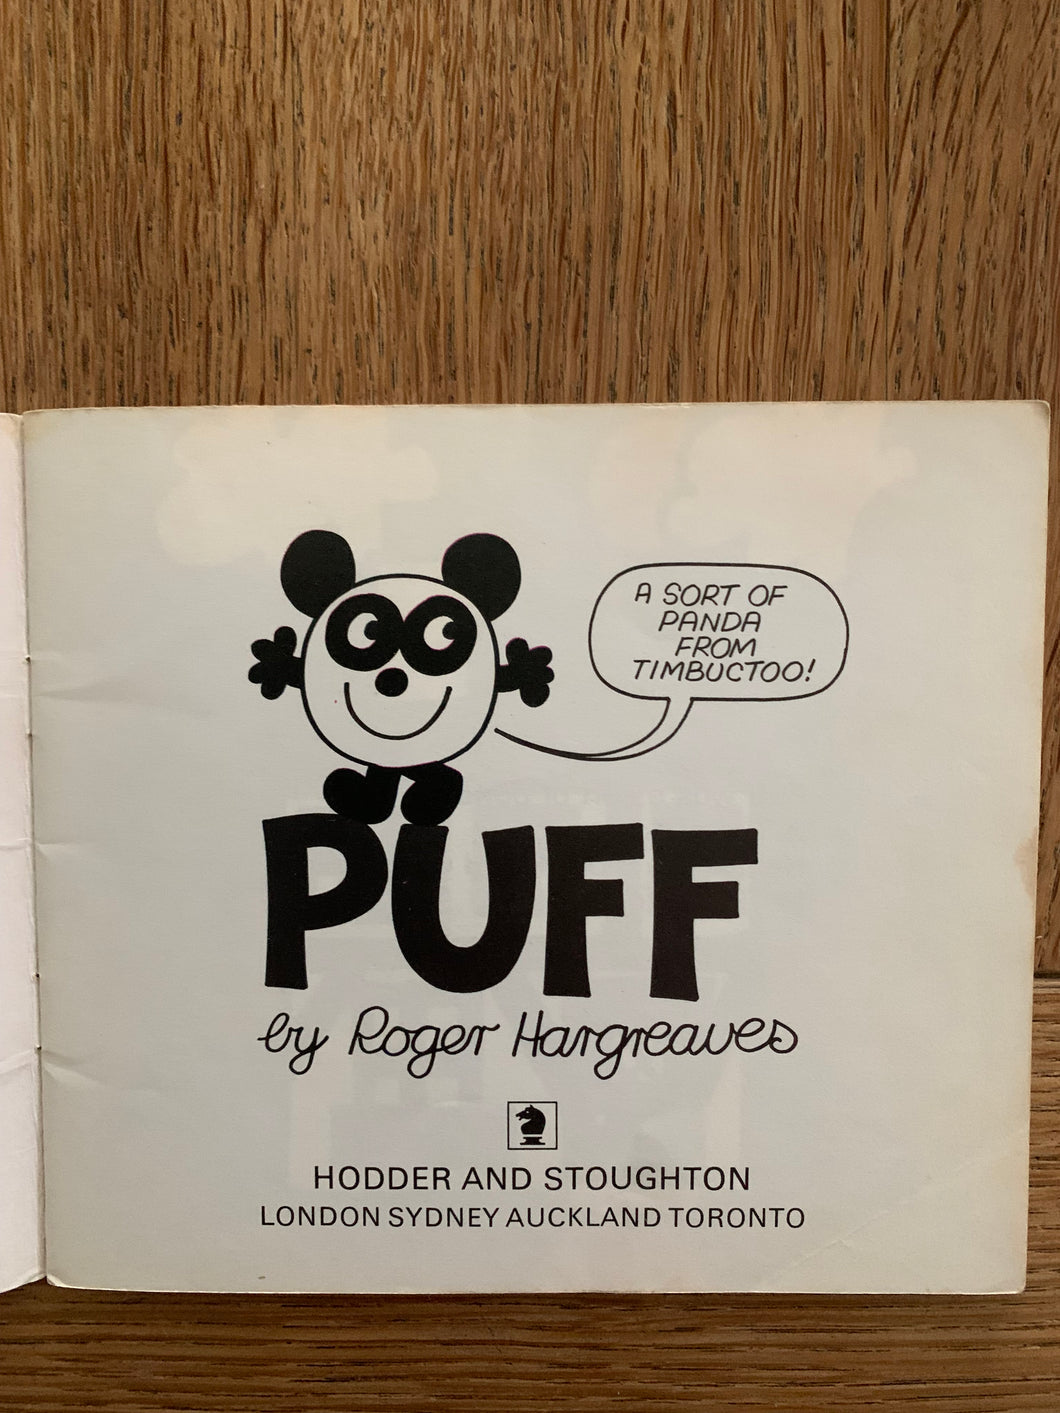 A SORT OF
PANDA
FROM
TIMBUCTOO!
PUFF
by Roger Hargreaves
HODDER AND STOUGHTON
LONDON SYDNEY AUCKLAND TORONTO